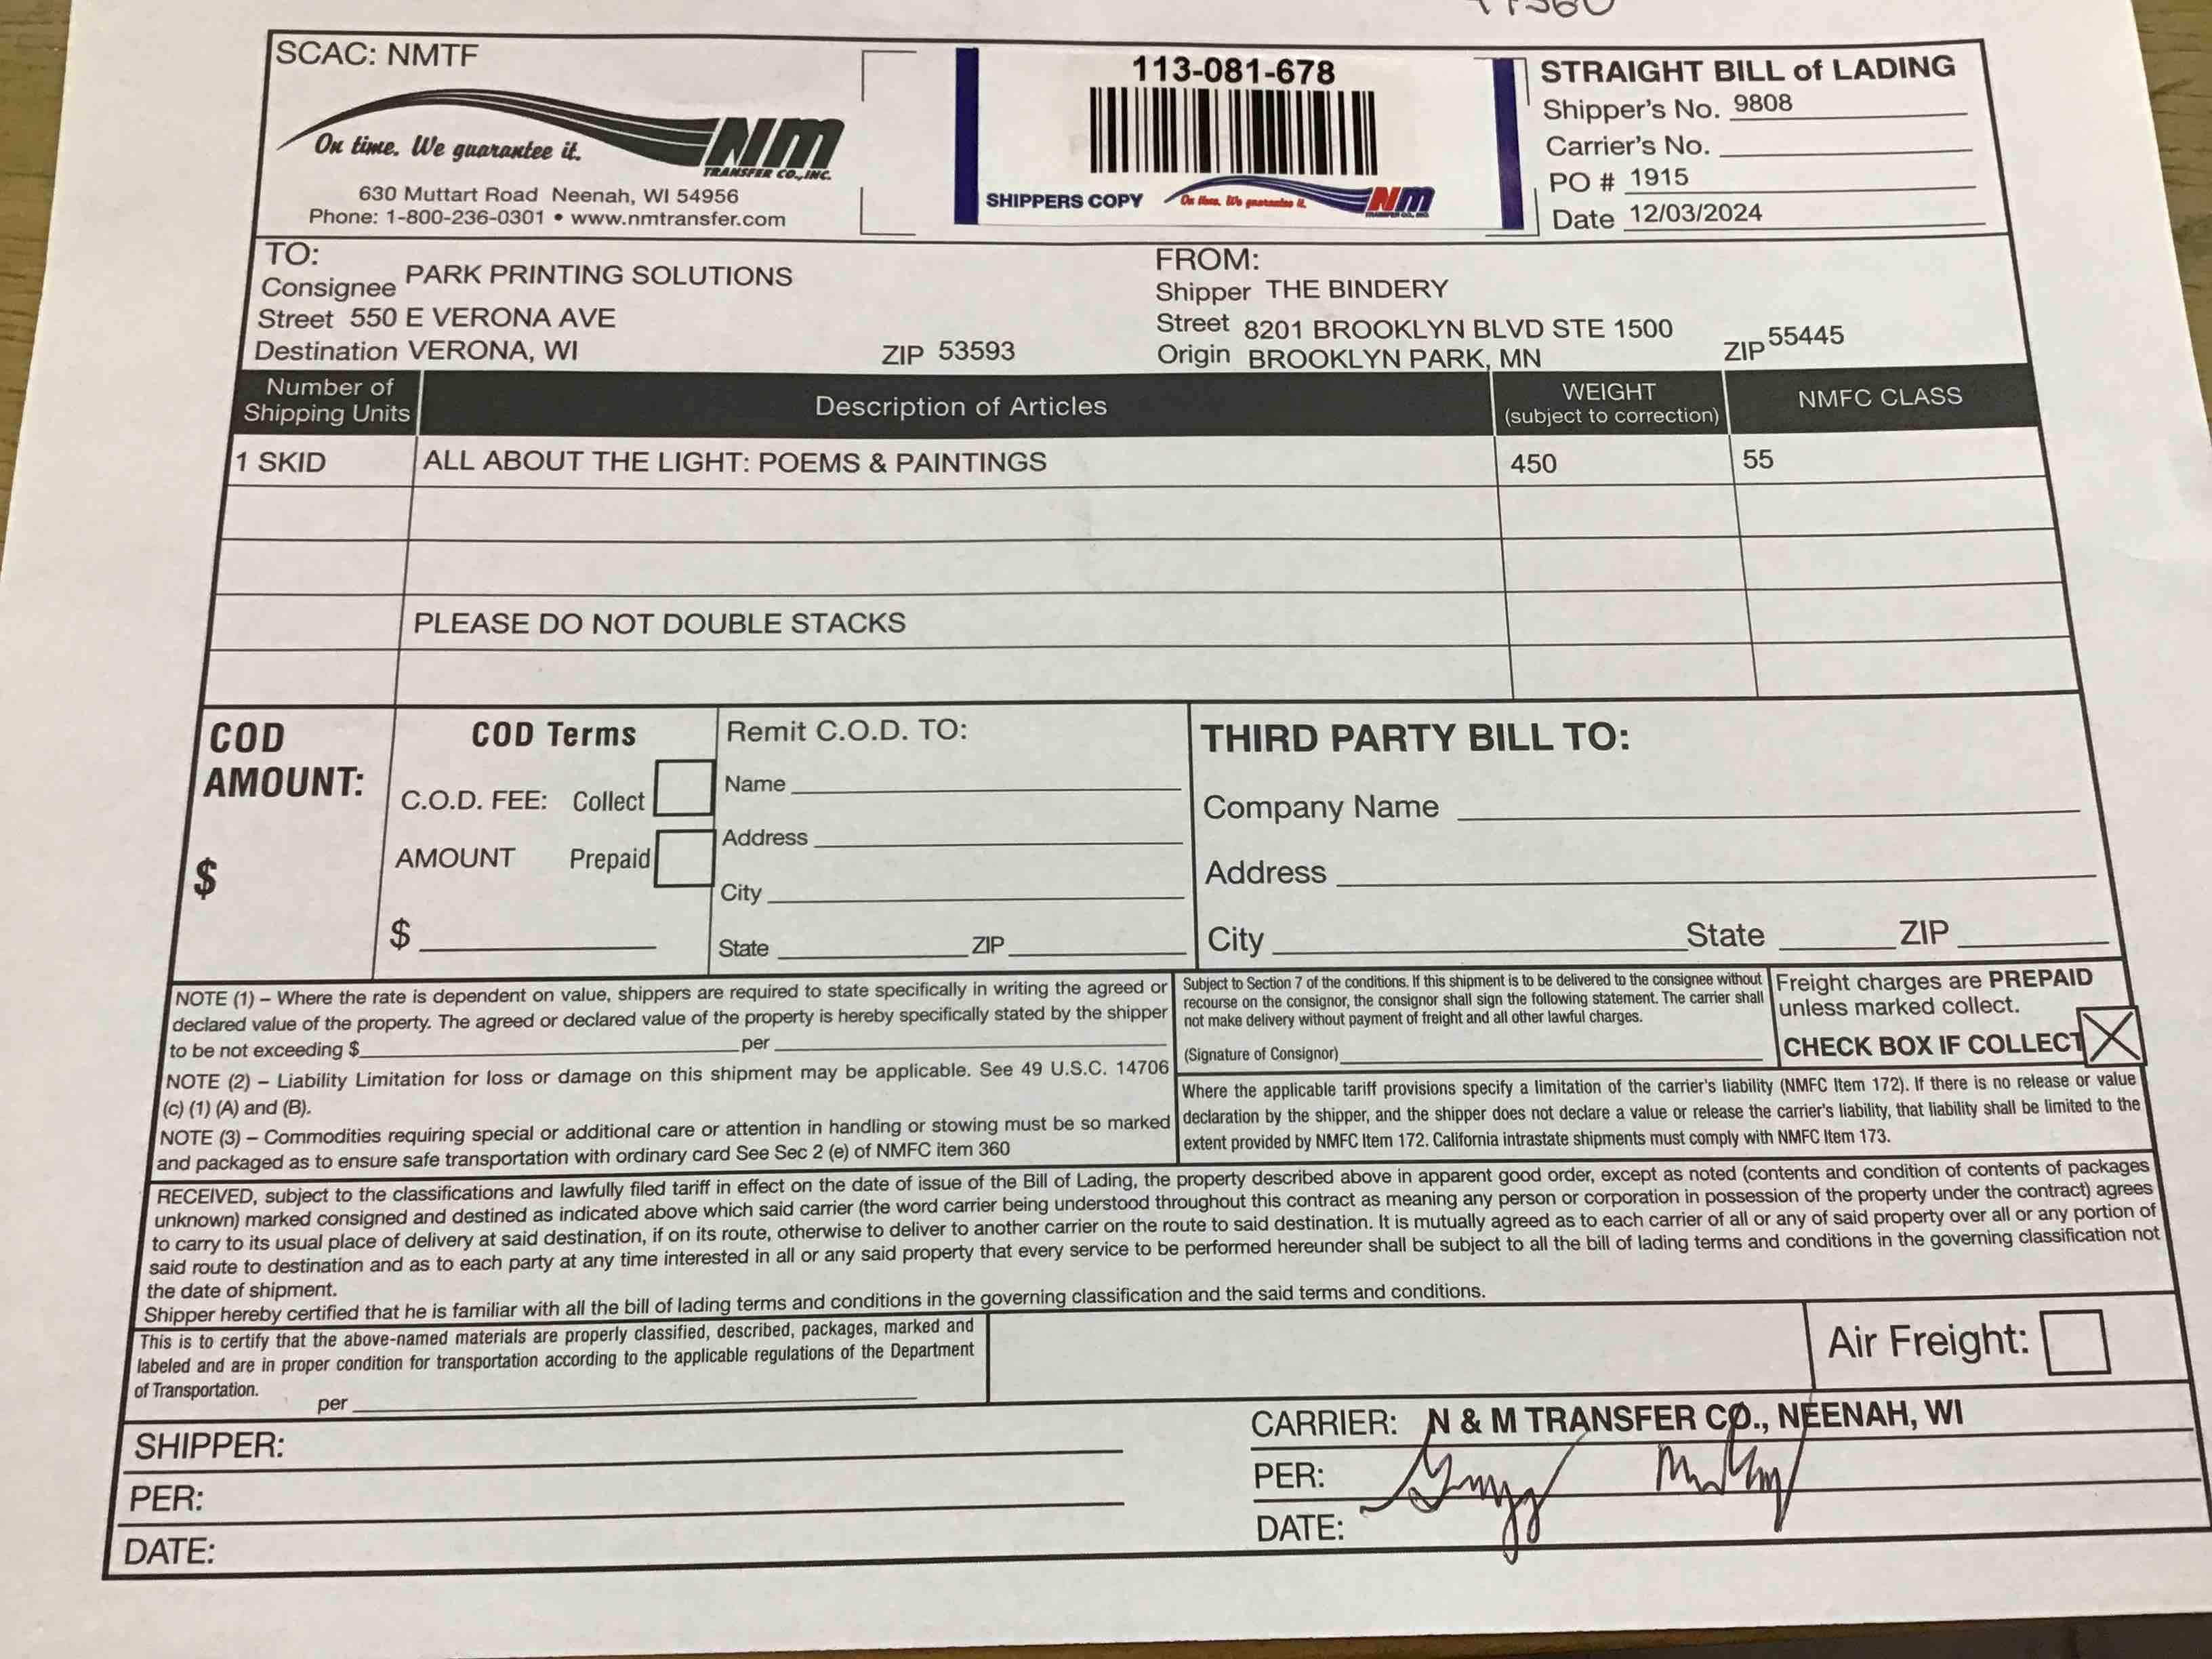 SCAC: NMTF
On time. We guarantee it.
NM
TRANSFER CO., INC.
630 Muttart Road Neenah, WI 54956
Phone: 1-800-236-0301 • www.nmtransfer.com
113-081-678
SHIPPERS COPY
On time. We guarantee it.
NM
TRANSFER CO., INC.
STRAIGHT BILL of LADING
Shipper's No. 9808
Carrier's No.
PO # 1915
Date 12/03/2024
TO:
Consignee PARK PRINTING SOLUTIONS
Street 550 E VERONA AVE
Destination VERONA, WI ZIP 53593
FROM:
Shipper THE BINDERY
Street 8201 BROOKLYN BLVD STE 1500
Origin BROOKLYN PARK, MN ZIP 55445
Number of Shipping Units Description of Articles WEIGHT (subject to correction) NMFC CLASS
1 SKID ALL ABOUT THE LIGHT: POEMS & PAINTINGS 450 55
PLEASE DO NOT DOUBLE STACKS
COD AMOUNT:
$
COD Terms
C.O.D. FEE: Collect
AMOUNT Prepaid
$
Remit C.O.D. TO:
Name
Address
City
State ZIP
THIRD PARTY BILL TO:
Company Name
Address
City State ZIP
NOTE (1) – Where the rate is dependent on value, shippers are required to state specifically in writing the agreed or
declared value of the property. The agreed or declared value of the property is hereby specifically stated by the shipper
to be not exceeding $ per
NOTE (2) – Liability Limitation for loss or damage on this shipment may be applicable. See 49 U.S.C. 14706
(c) (1) (A) and (B).
NOTE (3) – Commodities requiring special or additional care or attention in handling or stowing must be so marked
and packaged as to ensure safe transportation with ordinary card See Sec 2 (e) of NMFC item 360
Subject to Section 7 of the conditions. If this shipment is to be delivered to the consignee without
recourse on the consignor, the consignor shall sign the following statement. The carrier shall
not make delivery without payment of freight and all other lawful charges.
(Signature of Consignor)
Freight charges are PREPAID
unless marked collect.
CHECK BOX IF COLLECT
Where the applicable tariff provisions specify a limitation of the carrier's liability (NMFC Item 172). If there is no release or value
declaration by the shipper, and the shipper does not declare a value or release the carrier's liability, that liability shall be limited to the
extent provided by NMFC Item 172. California intrastate shipments must comply with NMFC Item 173.
RECEIVED, subject to the classifications and lawfully filed tariff in effect on the date of issue of the Bill of Lading, the property described above in apparent good order, except as noted (contents and condition of contents of packages
unknown) marked consigned and destined as indicated above which said carrier (the word carrier being understood throughout this contract as meaning any person or corporation in possession of the property under the contract) agrees
to carry to its usual place of delivery at said destination, if on its route, otherwise to deliver to another carrier on the route to said destination. It is mutually agreed as to each carrier of all or any of said property over all or any portion of
said route to destination and as to each party at any time interested in all or any said property that every service to be performed hereunder shall be subject to all the bill of lading terms and conditions in the governing classification not
the date of shipment.
Shipper hereby certified that he is familiar with all the bill of lading terms and conditions in the governing classification and the said terms and conditions.
This is to certify that the above-named materials are properly classified, described, packages, marked and
labeled and are in proper condition for transportation according to the applicable regulations of the Department
of Transportation.
per
Air Freight:
SHIPPER:
PER:
DATE:
CARRIER: N & M TRANSFER CO., NEENAH, WI
PER:
DATE: